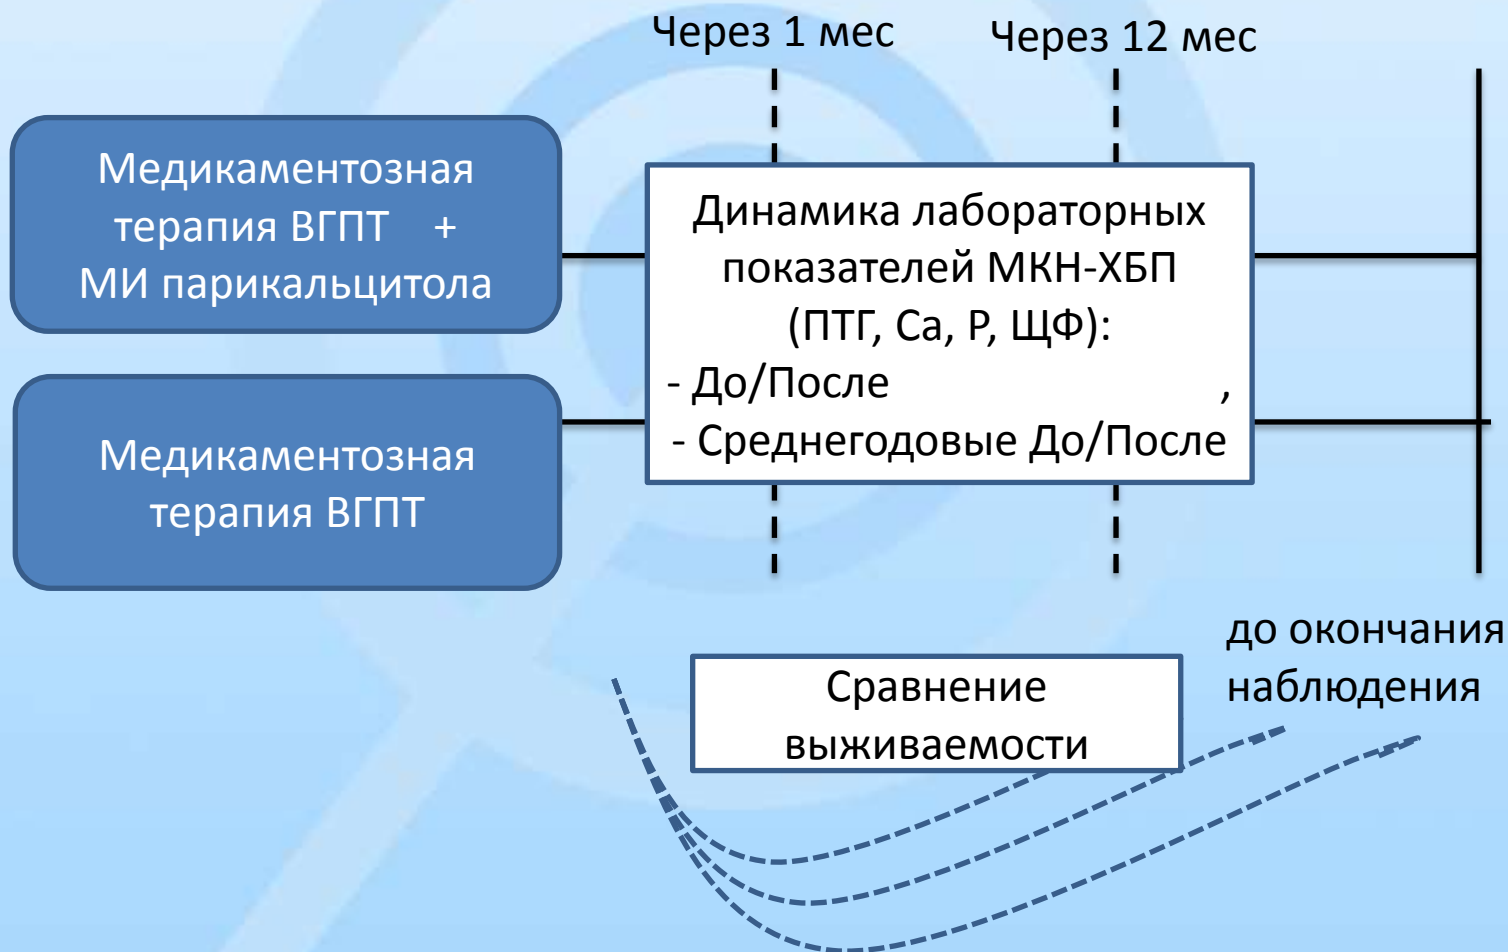 Через 1 мес
Через 12 мес
Медикаментозная
терапия ВГПТ +
МИ парикальцитола
Динамика лабораторных
показателей МКН-ХБП
(ПТГ, Са, Р, ЩФ):
- До/После ,
- Среднегодовые До/После
Медикаментозная
терапия ВГПТ
до окончания
наблюдения
Сравнение
выживаемости